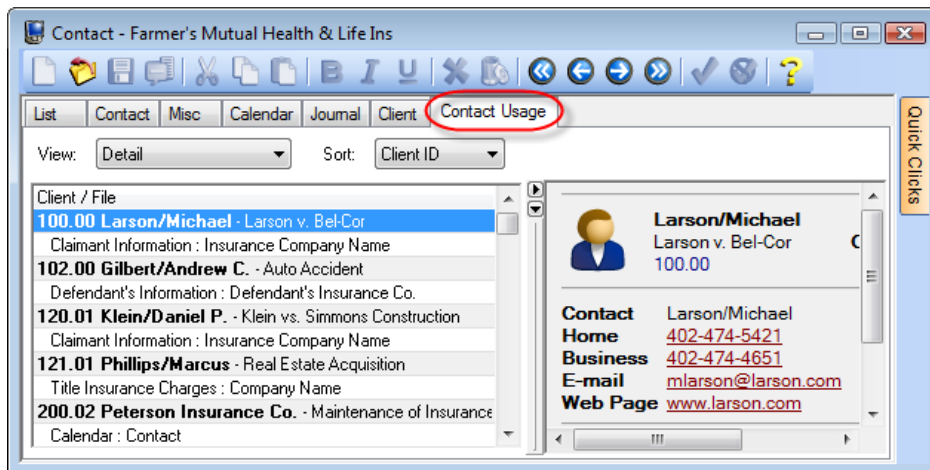 Contact - Farmer's Mutual Health & Life Ins
B I U ?
List Contact Misc Calendar Journal Client Contact Usage
View: Detail Sort: Client ID
Quick Clicks
Client / File
100.00 Larson/Michael - Larson v. Bel-Cor
Claimant Information : Insurance Company Name
102.00 Gilbert/Andrew C. - Auto Accident
Defendant's Information : Defendant's Insurance Co.
120.01 Klein/Daniel P. - Klein vs. Simmons Construction
Claimant Information : Insurance Company Name
121.01 Phillips/Marcus - Real Estate Acquisition
Title Insurance Charges : Company Name
200.02 Peterson Insurance Co. - Maintenance of Insurance
Calendar : Contact
Larson/Michael
Larson v. Bel-Cor
100.00
Contact Larson/Michael
Home 402-474-5421
Business 402-474-4651
E-mail mlarson@larson.com
Web Page www.larson.com